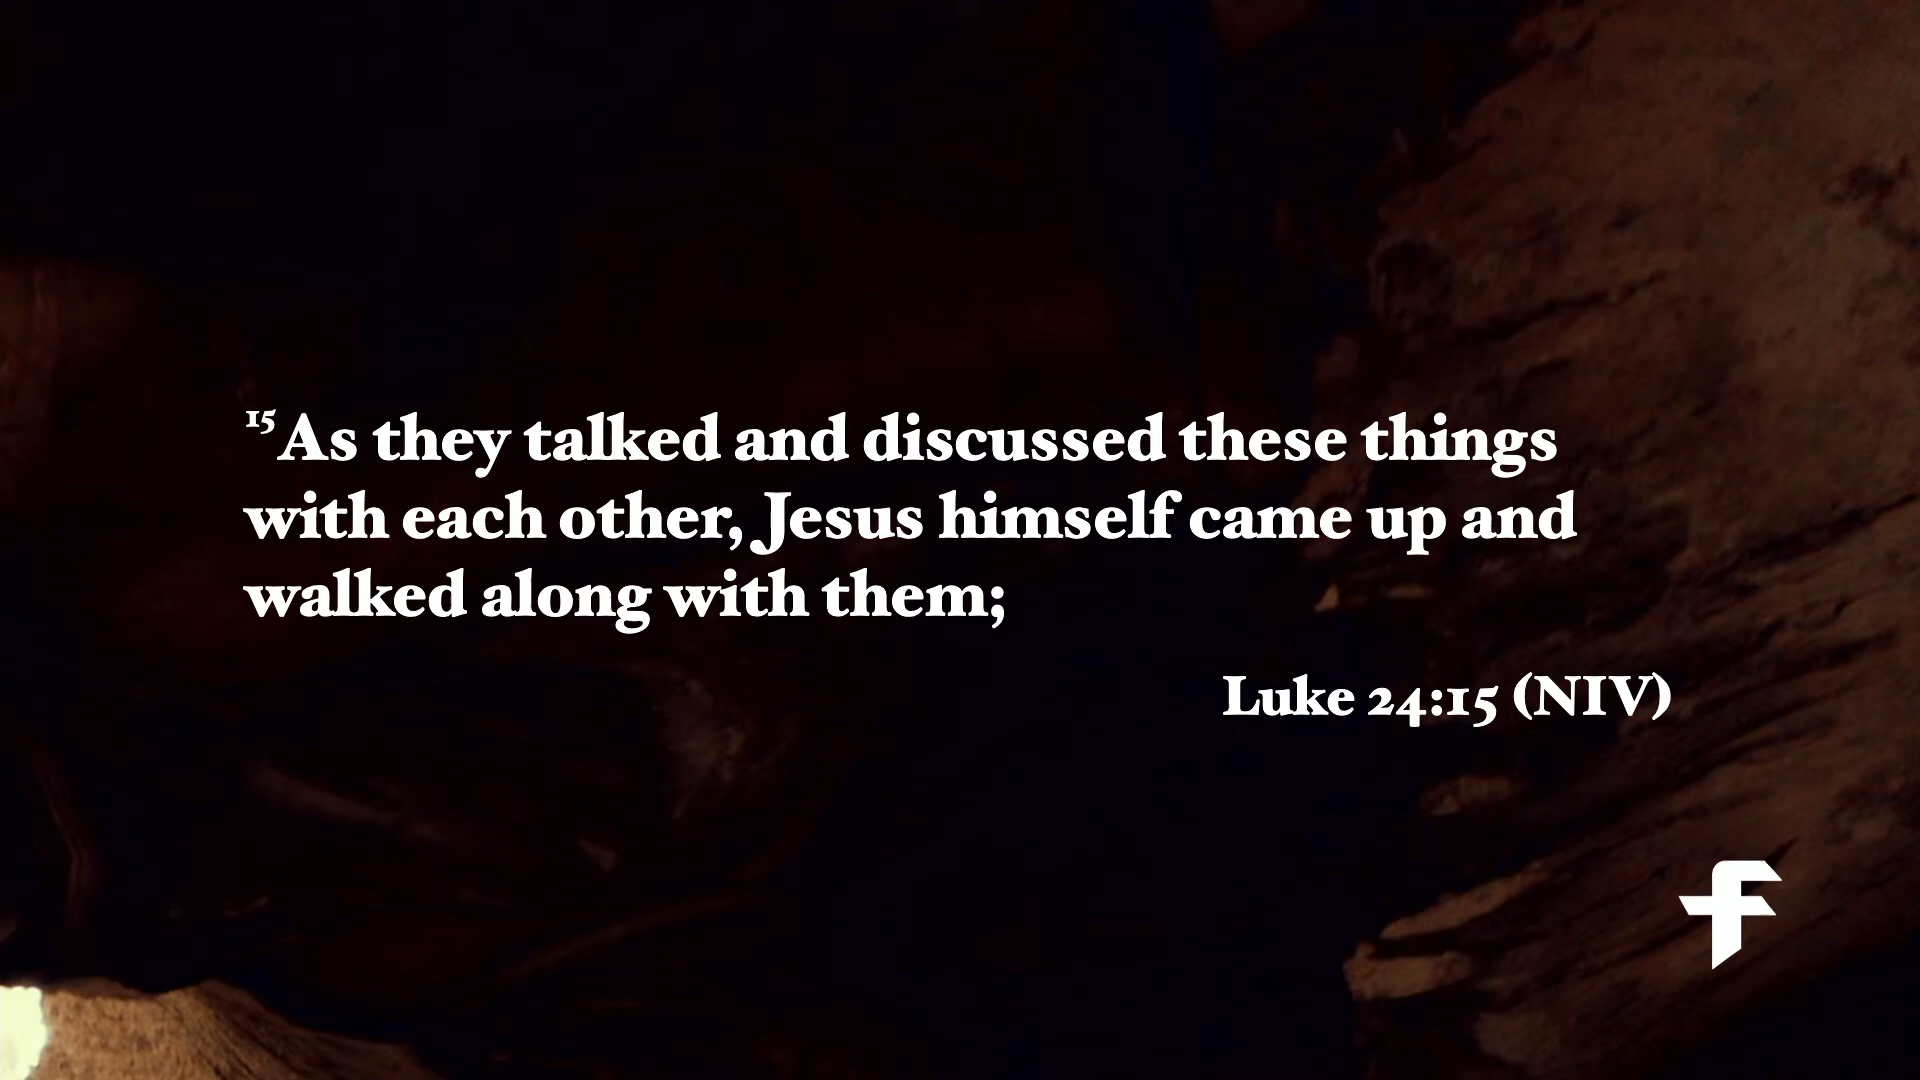 ¹⁵As they talked and discussed these things
with each other, Jesus himself came up and
walked along with them;
Luke 24:15 (NIV)
f